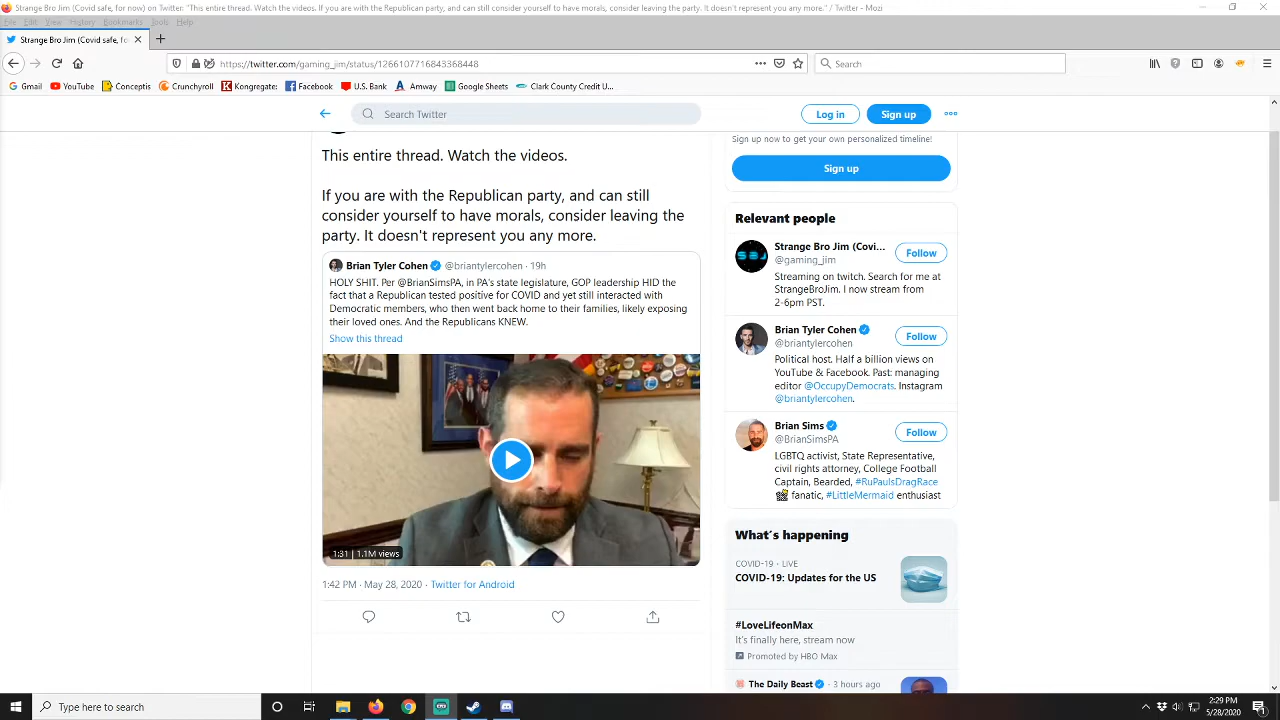 Strange Bro Jim (Covid safe, for now) on Twitter: "This entire thread. Watch the videos. If you are with the Republican party, and can still consider yourself to have morals, consider leaving the party. It doesn't represent you any more." / Twitter - Mozi
File Edit View History Bookmarks Tools Help
Strange Bro Jim (Covid safe, fo
https://twitter.com/gaming_jim/status/1266107716843368448
Search
Gmail YouTube Conceptis Crunchyroll Kongregate: Facebook U.S. Bank Amway Google Sheets Clark County Credit U...
Search Twitter
Log in
Sign up
This entire thread. Watch the videos.
If you are with the Republican party, and can still
consider yourself to have morals, consider leaving the
party. It doesn't represent you any more.
Brian Tyler Cohen @briantylercohen · 19h
HOLY SHIT. Per @BrianSimsPA, in PA's state legislature, GOP leadership HID the
fact that a Republican tested positive for COVID and yet still interacted with
Democratic members, who then went back home to their families, likely exposing
their loved ones. And the Republicans KNEW.
Show this thread
1:31 | 1.1M views
1:42 PM · May 28, 2020 · Twitter for Android
Sign up now to get your own personalized timeline!
Sign up
Relevant people
Strange Bro Jim (Covi...
@gaming_jim
Follow
Streaming on twitch. Search for me at
StrangeBroJim. I now stream from
2-6pm PST.
Brian Tyler Cohen
@briantylercohen
Follow
Political host. Half a billion views on
YouTube & Facebook. Past: managing
editor @OccupyDemocrats. Instagram
@briantylercohen.
Brian Sims
@BrianSimsPA
Follow
LGBTQ activist, State Representative,
civil rights attorney, College Football
Captain, Bearded, #RuPaulsDragRace
fanatic, #LittleMermaid enthusiast
What's happening
COVID-19 · LIVE
COVID-19: Updates for the US
#LoveLifeonMax
It's finally here, stream now
Promoted by HBO Max
The Daily Beast · 3 hours ago
Type here to search
2:29 PM
5/28/2020